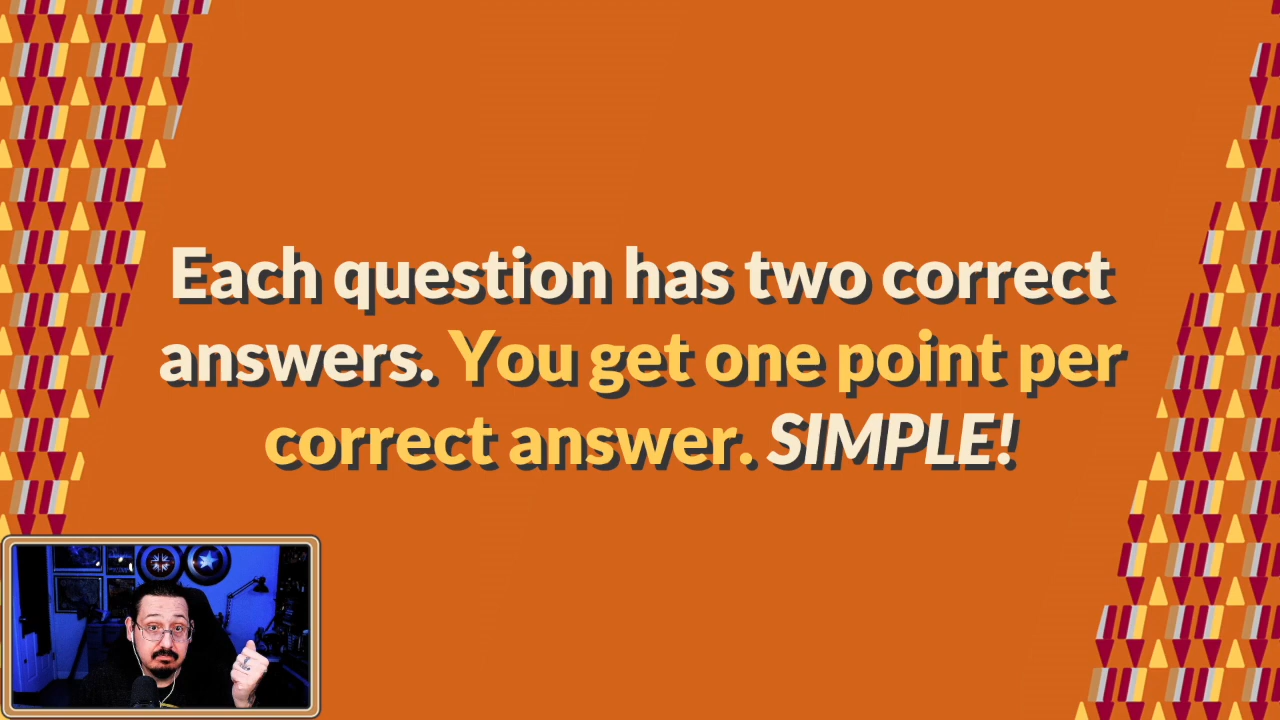 Each question has two correct
answers. You get one point per
correct answer. SIMPLE!